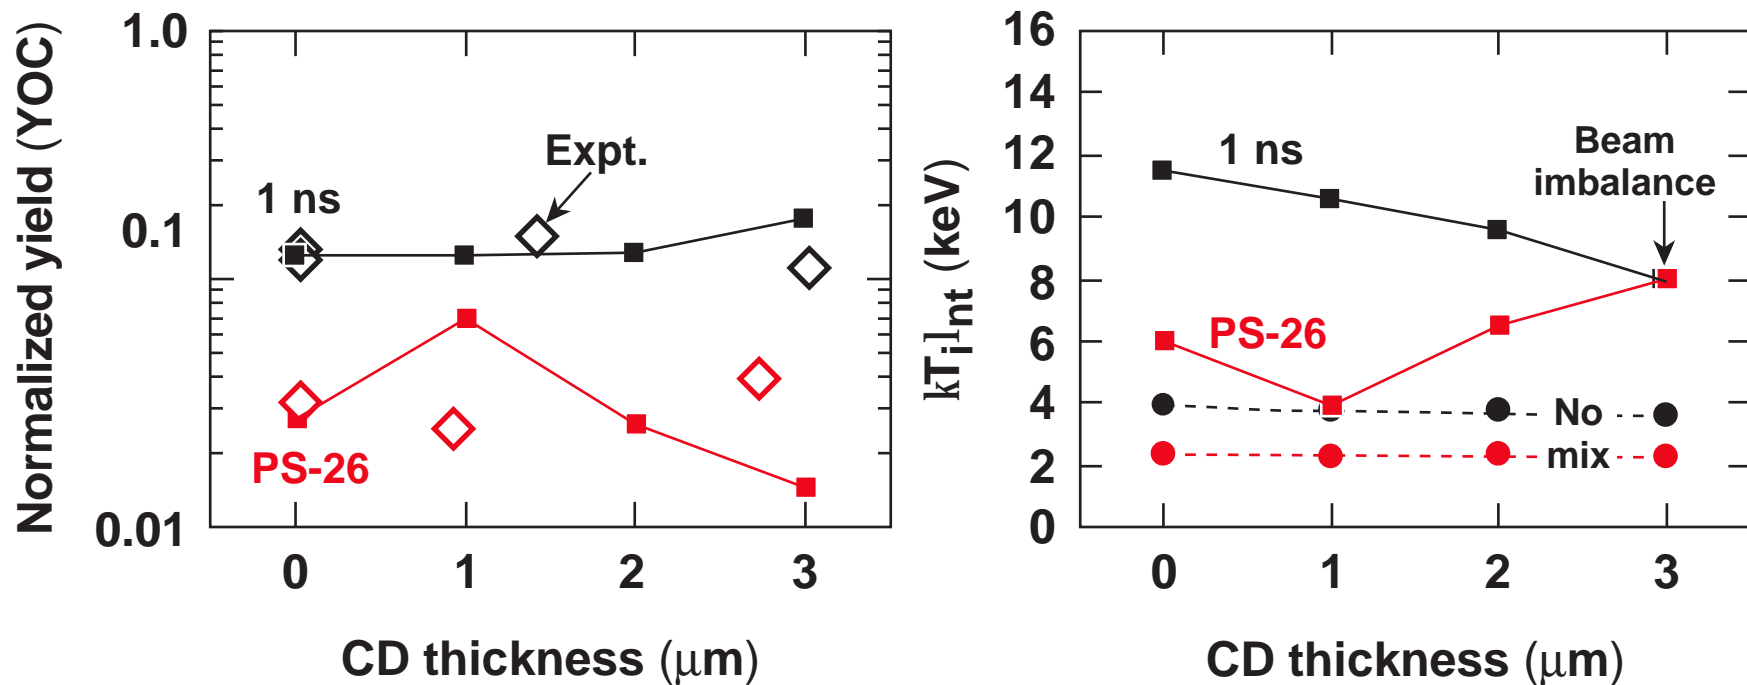 Normalized yield (YOC)
1.0
0.1
0.01
1 ns
Expt.
PS-26
0 1 2 3
CD thickness (μm)
kTᵢ]nt (keV)
16
14
12
10
8
6
4
2
0
1 ns
Beam
imbalance
PS-26
No
mix
0 1 2 3
CD thickness (μm)